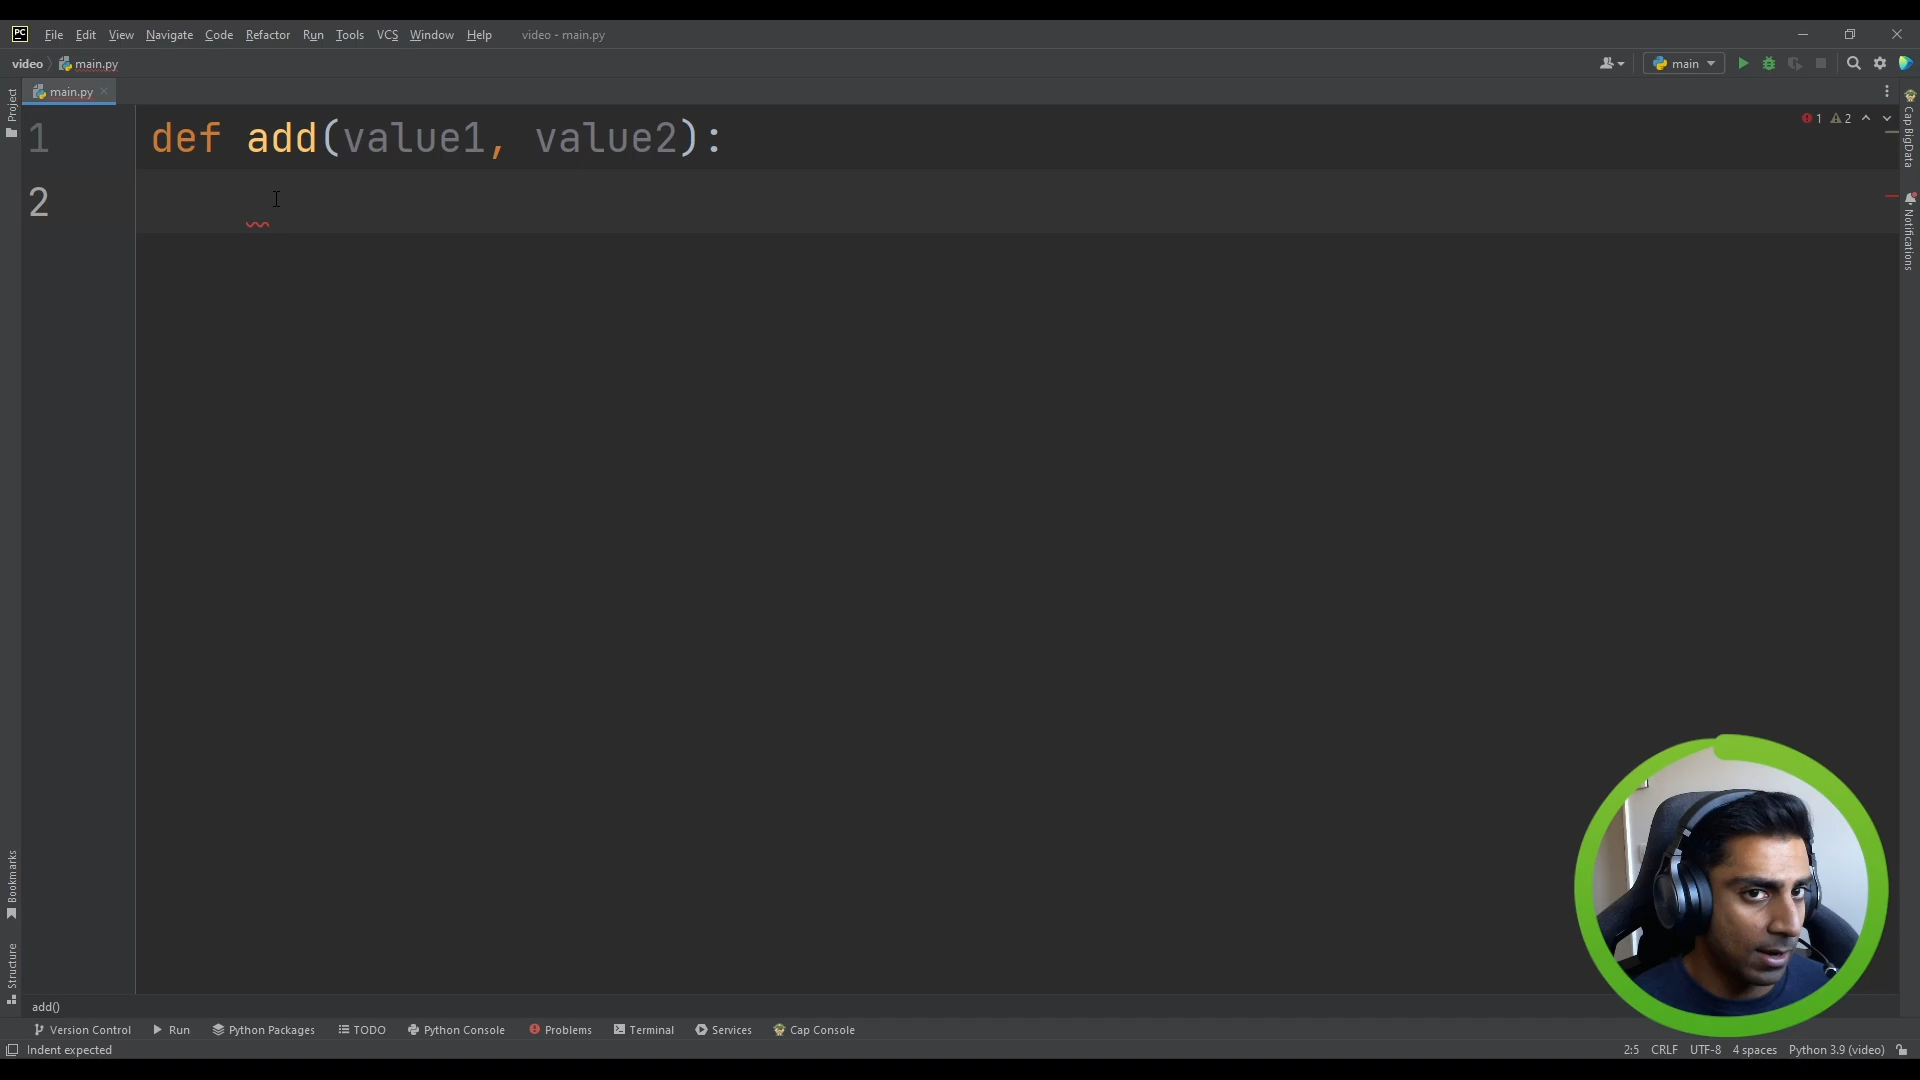 PC File Edit View Navigate Code Refactor Run Tools VCS Window Help video - main.py
video main.py main
Project main.py
1 def add(value1, value2): 1 2
2
Cap BigData
Notifications
Bookmarks
Structure
add()
Version Control Run Python Packages TODO Python Console Problems Terminal Services Cap Console
Indent expected 2:5 CRLF UTF-8 4 spaces Python 3.9 (video)